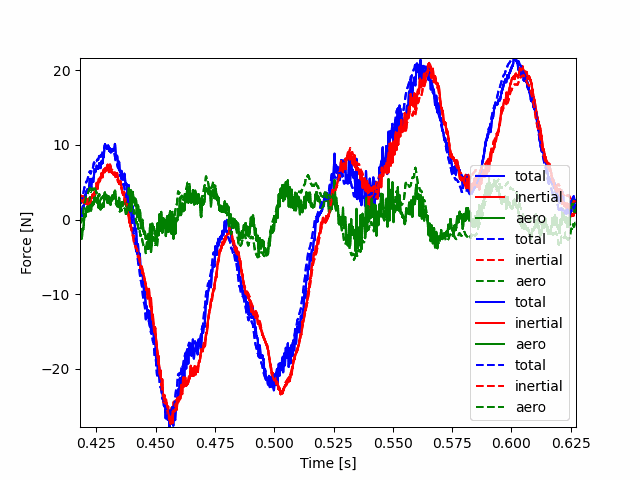 20
10
0
−10
−20
Force [N]
total
inertial
aero
total
inertial
aero
total
inertial
aero
total
inertial
aero
0.425 0.450 0.475 0.500 0.525 0.550 0.575 0.600 0.625
Time [s]